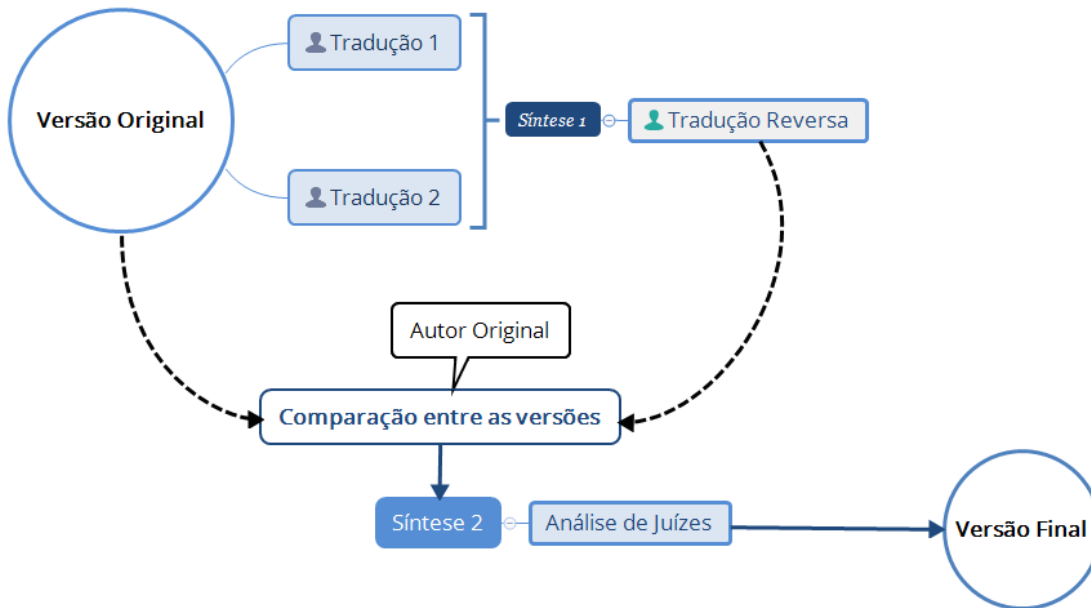 Tradução 1
Versão Original
Síntese 1
Tradução Reversa
Tradução 2
Autor Original
Comparação entre as versões
Síntese 2
Análise de Juízes
Versão Final